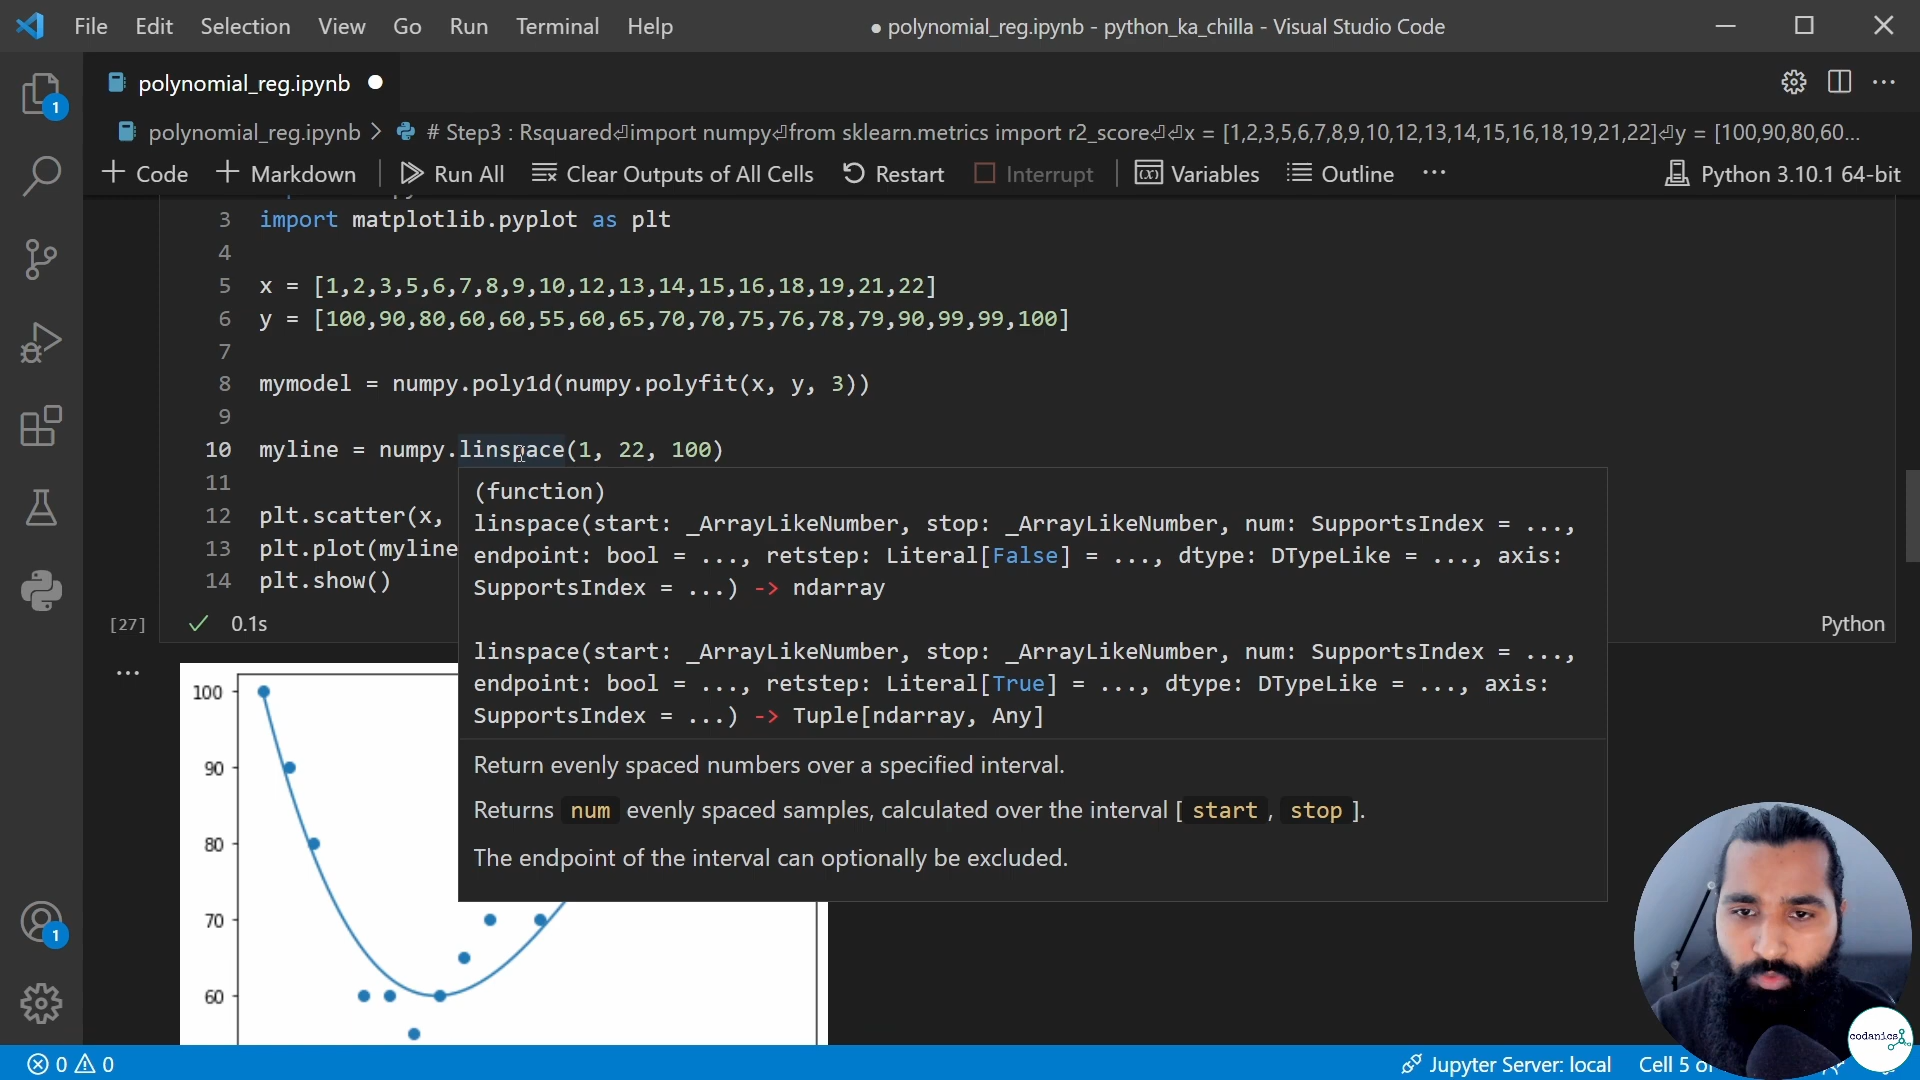 File Edit Selection View Go Run Terminal Help
● polynomial_reg.ipynb - python_ka_chilla - Visual Studio Code
polynomial_reg.ipynb ●
polynomial_reg.ipynb > # Step3 : Rsquared⏎import numpy⏎from sklearn.metrics import r2_score⏎⏎x = [1,2,3,5,6,7,8,9,10,12,13,14,15,16,18,19,21,22]⏎y = [100,90,80,60...
+ Code + Markdown Run All Clear Outputs of All Cells Restart Interrupt Variables Outline ··· Python 3.10.1 64-bit
3 import matplotlib.pyplot as plt
4
5 x = [1,2,3,5,6,7,8,9,10,12,13,14,15,16,18,19,21,22]
6 y = [100,90,80,60,60,55,60,65,70,70,75,76,78,79,90,99,99,100]
7
8 mymodel = numpy.poly1d(numpy.polyfit(x, y, 3))
9
10 myline = numpy.linspace(1, 22, 100)
11
12 plt.scatter(x,
13 plt.plot(myline
14 plt.show()
(function)
linspace(start: _ArrayLikeNumber, stop: _ArrayLikeNumber, num: SupportsIndex = ...,
endpoint: bool = ..., retstep: Literal[False] = ..., dtype: DTypeLike = ..., axis:
SupportsIndex = ...) -> ndarray
linspace(start: _ArrayLikeNumber, stop: _ArrayLikeNumber, num: SupportsIndex = ...,
endpoint: bool = ..., retstep: Literal[True] = ..., dtype: DTypeLike = ..., axis:
SupportsIndex = ...) -> Tuple[ndarray, Any]
Return evenly spaced numbers over a specified interval.
Returns num evenly spaced samples, calculated over the interval [ start , stop ].
The endpoint of the interval can optionally be excluded.
[27] ✓ 0.1s
Python
100
90
80
70
60
1
1
codanics
0 0
Jupyter Server: local Cell 5 of